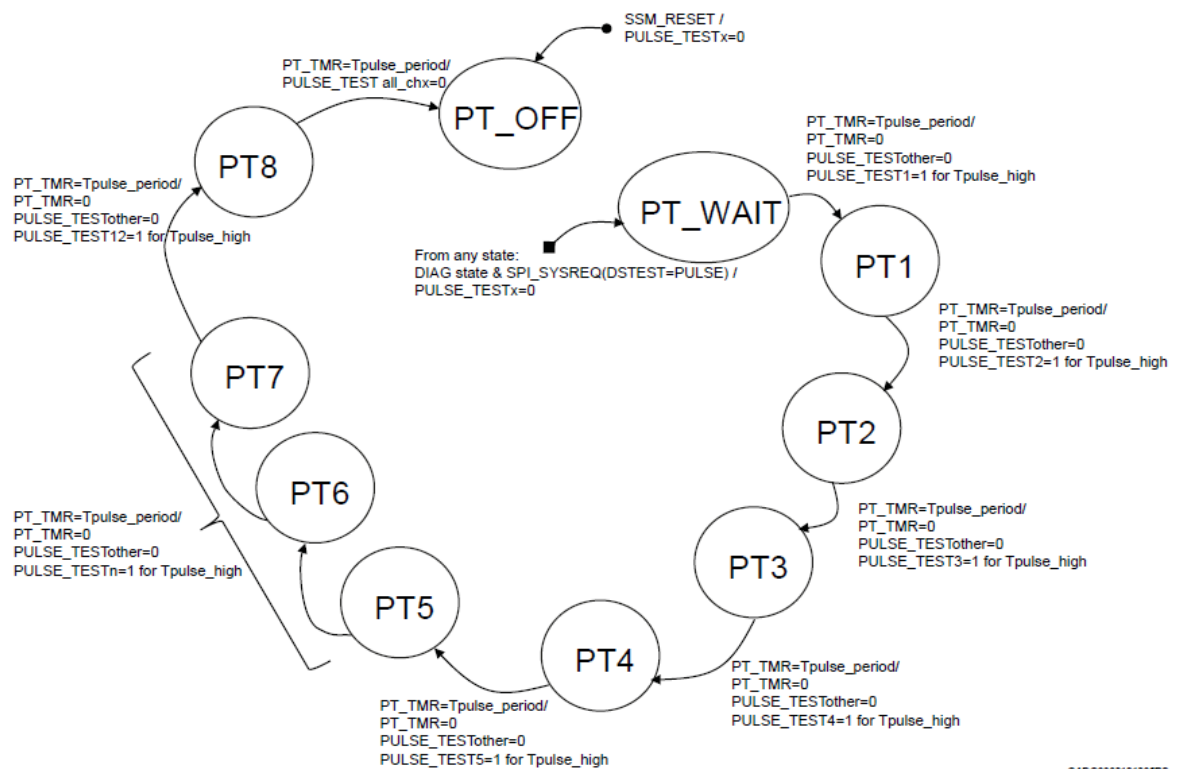 SSM_RESET /
PULSE_TESTx=0
PT_TMR=Tpulse_period/
PULSE_TEST all_chx=0
PT_OFF
PT_TMR=Tpulse_period/
PT_TMR=0
PULSE_TESTother=0
PULSE_TEST1=1 for Tpulse_high
PT8
PT_WAIT
PT_TMR=Tpulse_period/
PT_TMR=0
PULSE_TESTother=0
PULSE_TEST12=1 for Tpulse_high
From any state:
DIAG state & SPI_SYSREQ(DSTEST=PULSE) /
PULSE_TESTx=0
PT1
PT_TMR=Tpulse_period/
PT_TMR=0
PULSE_TESTother=0
PULSE_TEST2=1 for Tpulse_high
PT7
PT2
PT6
PT_TMR=Tpulse_period/
PT_TMR=0
PULSE_TESTother=0
PULSE_TESTn=1 for Tpulse_high
PT_TMR=Tpulse_period/
PT_TMR=0
PULSE_TESTother=0
PULSE_TEST3=1 for Tpulse_high
PT3
PT5
PT4
PT_TMR=Tpulse_period/
PT_TMR=0
PULSE_TESTother=0
PULSE_TEST4=1 for Tpulse_high
PT_TMR=Tpulse_period/
PT_TMR=0
PULSE_TESTother=0
PULSE_TEST5=1 for Tpulse_high